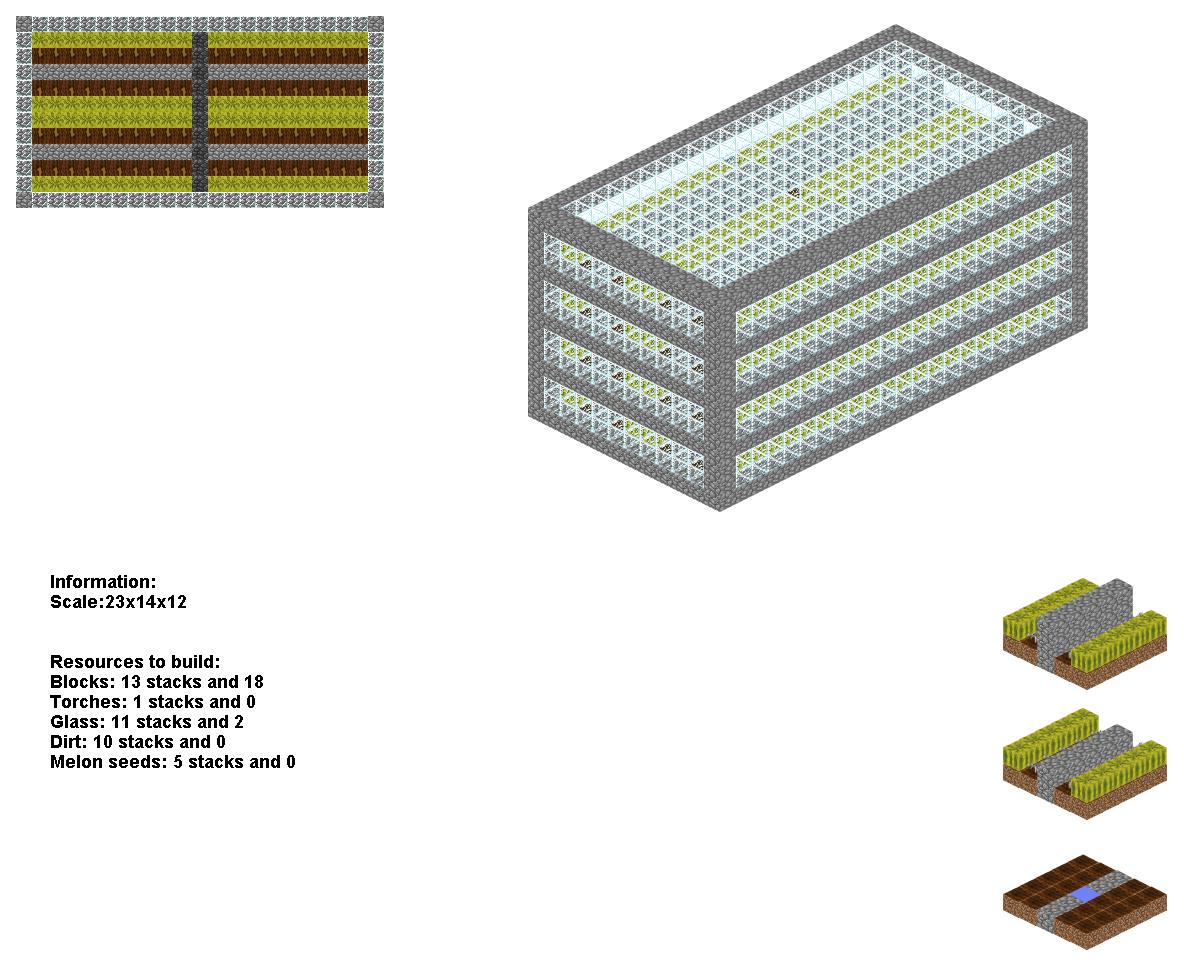 Information:
Scale:23x14x12
Resources to build:
Blocks: 13 stacks and 18
Torches: 1 stacks and 0
Glass: 11 stacks and 2
Dirt: 10 stacks and 0
Melon seeds: 5 stacks and 0